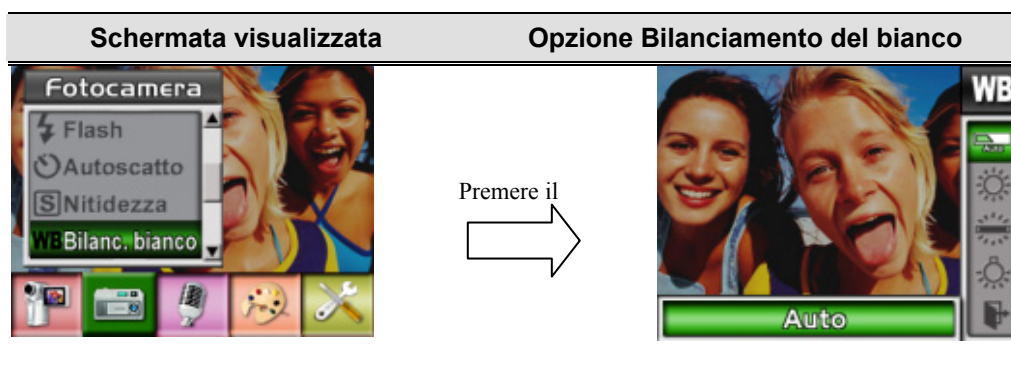 Schermata visualizzata Opzione Bilanciamento del bianco
Fotocamera
Flash
Autoscatto
S Nitidezza
WB Bilanc. bianco
Premere il
WB
Auto
Auto